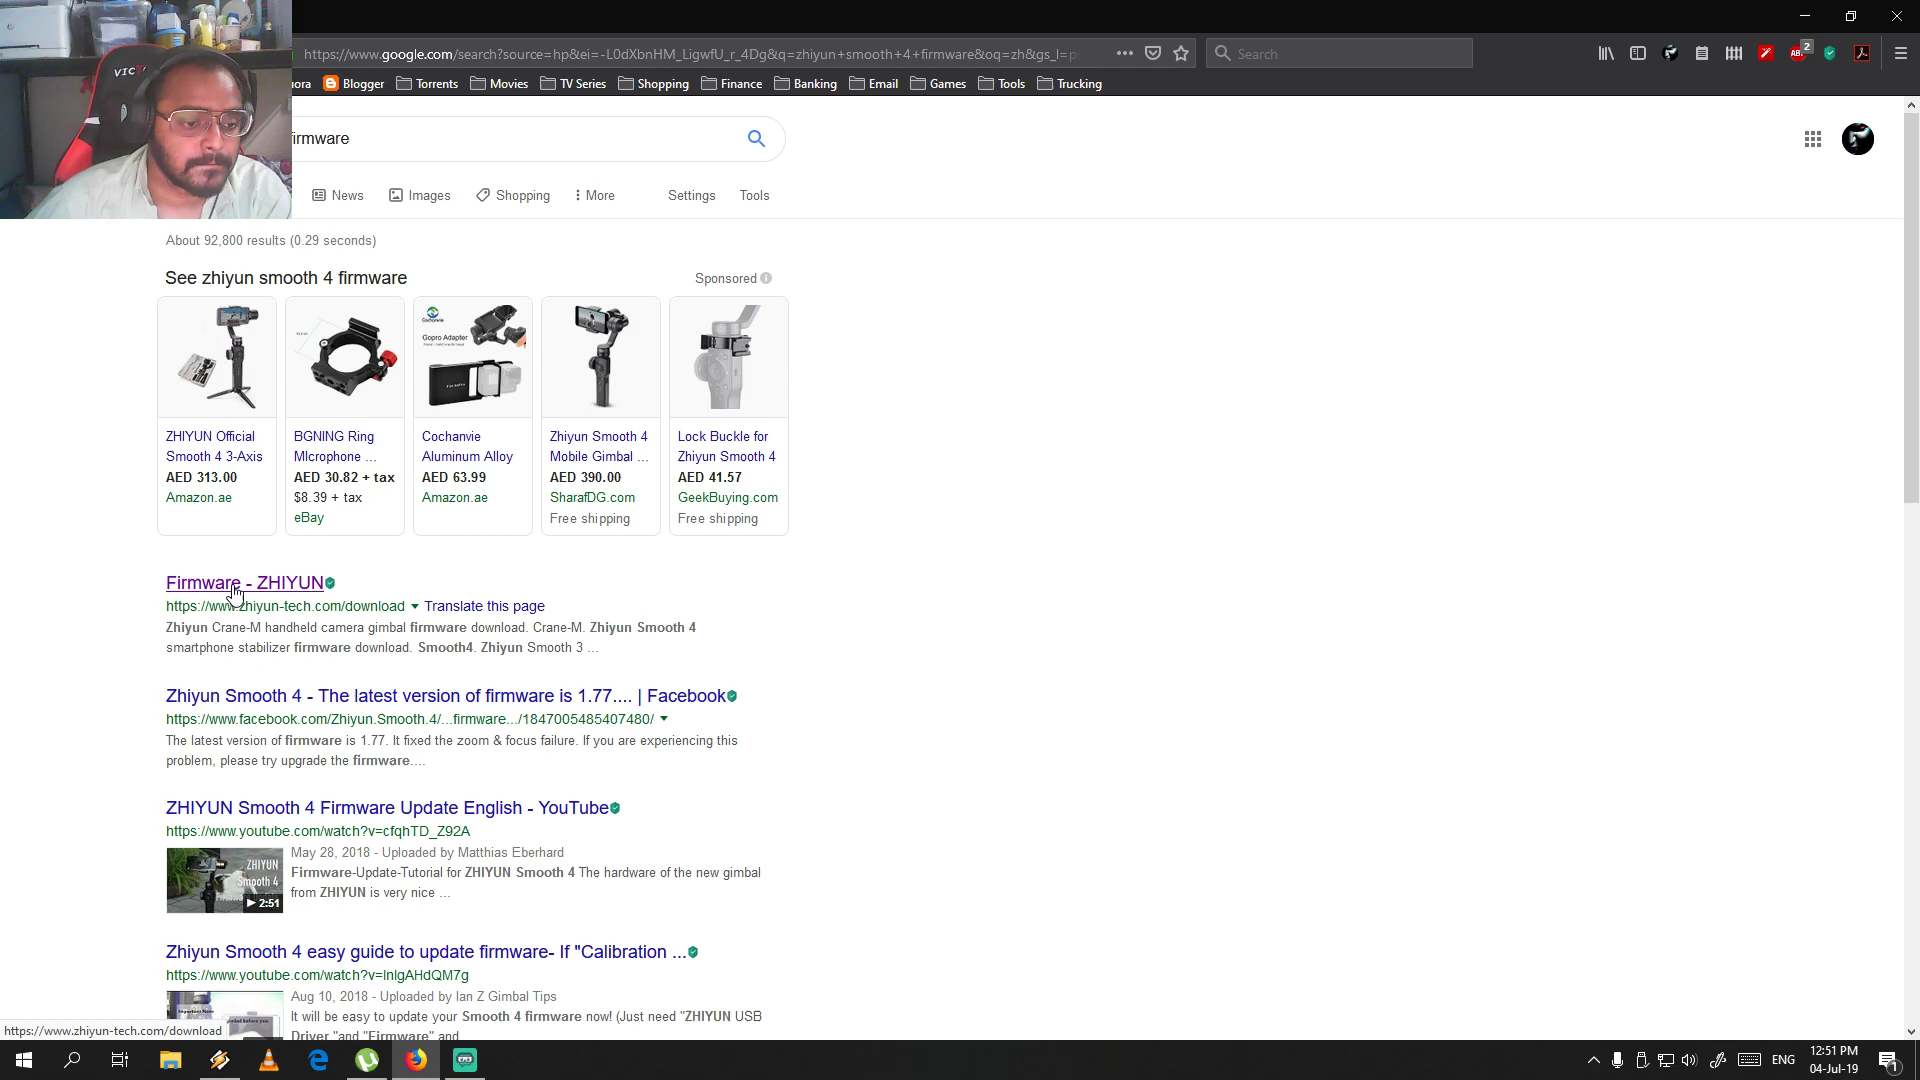 VIC
https://www.google.com/search?source=hp&ei=-L0dXbnHM_LigwfU_r_4Dg&q=zhiyun+smooth+4+firmware&oq=zh&gs_l=p
Search
2
ora
Blogger
Torrents
Movies
TV Series
Shopping
Finance
Banking
Email
Games
Tools
Trucking
firmware
News
Images
Shopping
More
Settings
Tools
About 92,800 results (0.29 seconds)
See zhiyun smooth 4 firmware
Sponsored
Cochanvie
Gopro Adapter
ZHIYUN Official
Smooth 4 3-Axis
AED 313.00
Amazon.ae
BGNING Ring
MIcrophone ...
AED 30.82 + tax
$8.39 + tax
eBay
Cochanvie
Aluminum Alloy
AED 63.99
Amazon.ae
Zhiyun Smooth 4
Mobile Gimbal ...
AED 390.00
SharafDG.com
Free shipping
Lock Buckle for
Zhiyun Smooth 4
AED 41.57
GeekBuying.com
Free shipping
Firmware - ZHIYUN
https://www.zhiyun-tech.com/download Translate this page
Zhiyun Crane-M handheld camera gimbal firmware download. Crane-M. Zhiyun Smooth 4
smartphone stabilizer firmware download. Smooth4. Zhiyun Smooth 3 ...
Zhiyun Smooth 4 - The latest version of firmware is 1.77.... | Facebook
https://www.facebook.com/Zhiyun.Smooth.4/...firmware.../1847005485407480/
The latest version of firmware is 1.77. It fixed the zoom & focus failure. If you are experiencing this
problem, please try upgrade the firmware....
ZHIYUN Smooth 4 Firmware Update English - YouTube
https://www.youtube.com/watch?v=cfqhTD_Z92A
ZHIYUN
Smooth 4
2:51
May 28, 2018 - Uploaded by Matthias Eberhard
Firmware-Update-Tutorial for ZHIYUN Smooth 4 The hardware of the new gimbal
from ZHIYUN is very nice ...
Zhiyun Smooth 4 easy guide to update firmware- If "Calibration ...
https://www.youtube.com/watch?v=lnlgAHdQM7g
Aug 10, 2018 - Uploaded by Ian Z Gimbal Tips
It will be easy to update your Smooth 4 firmware now! (Just need "ZHIYUN USB
Driver "and "Firmware" and
https://www.zhiyun-tech.com/download
ENG
12:51 PM
04-Jul-19
1